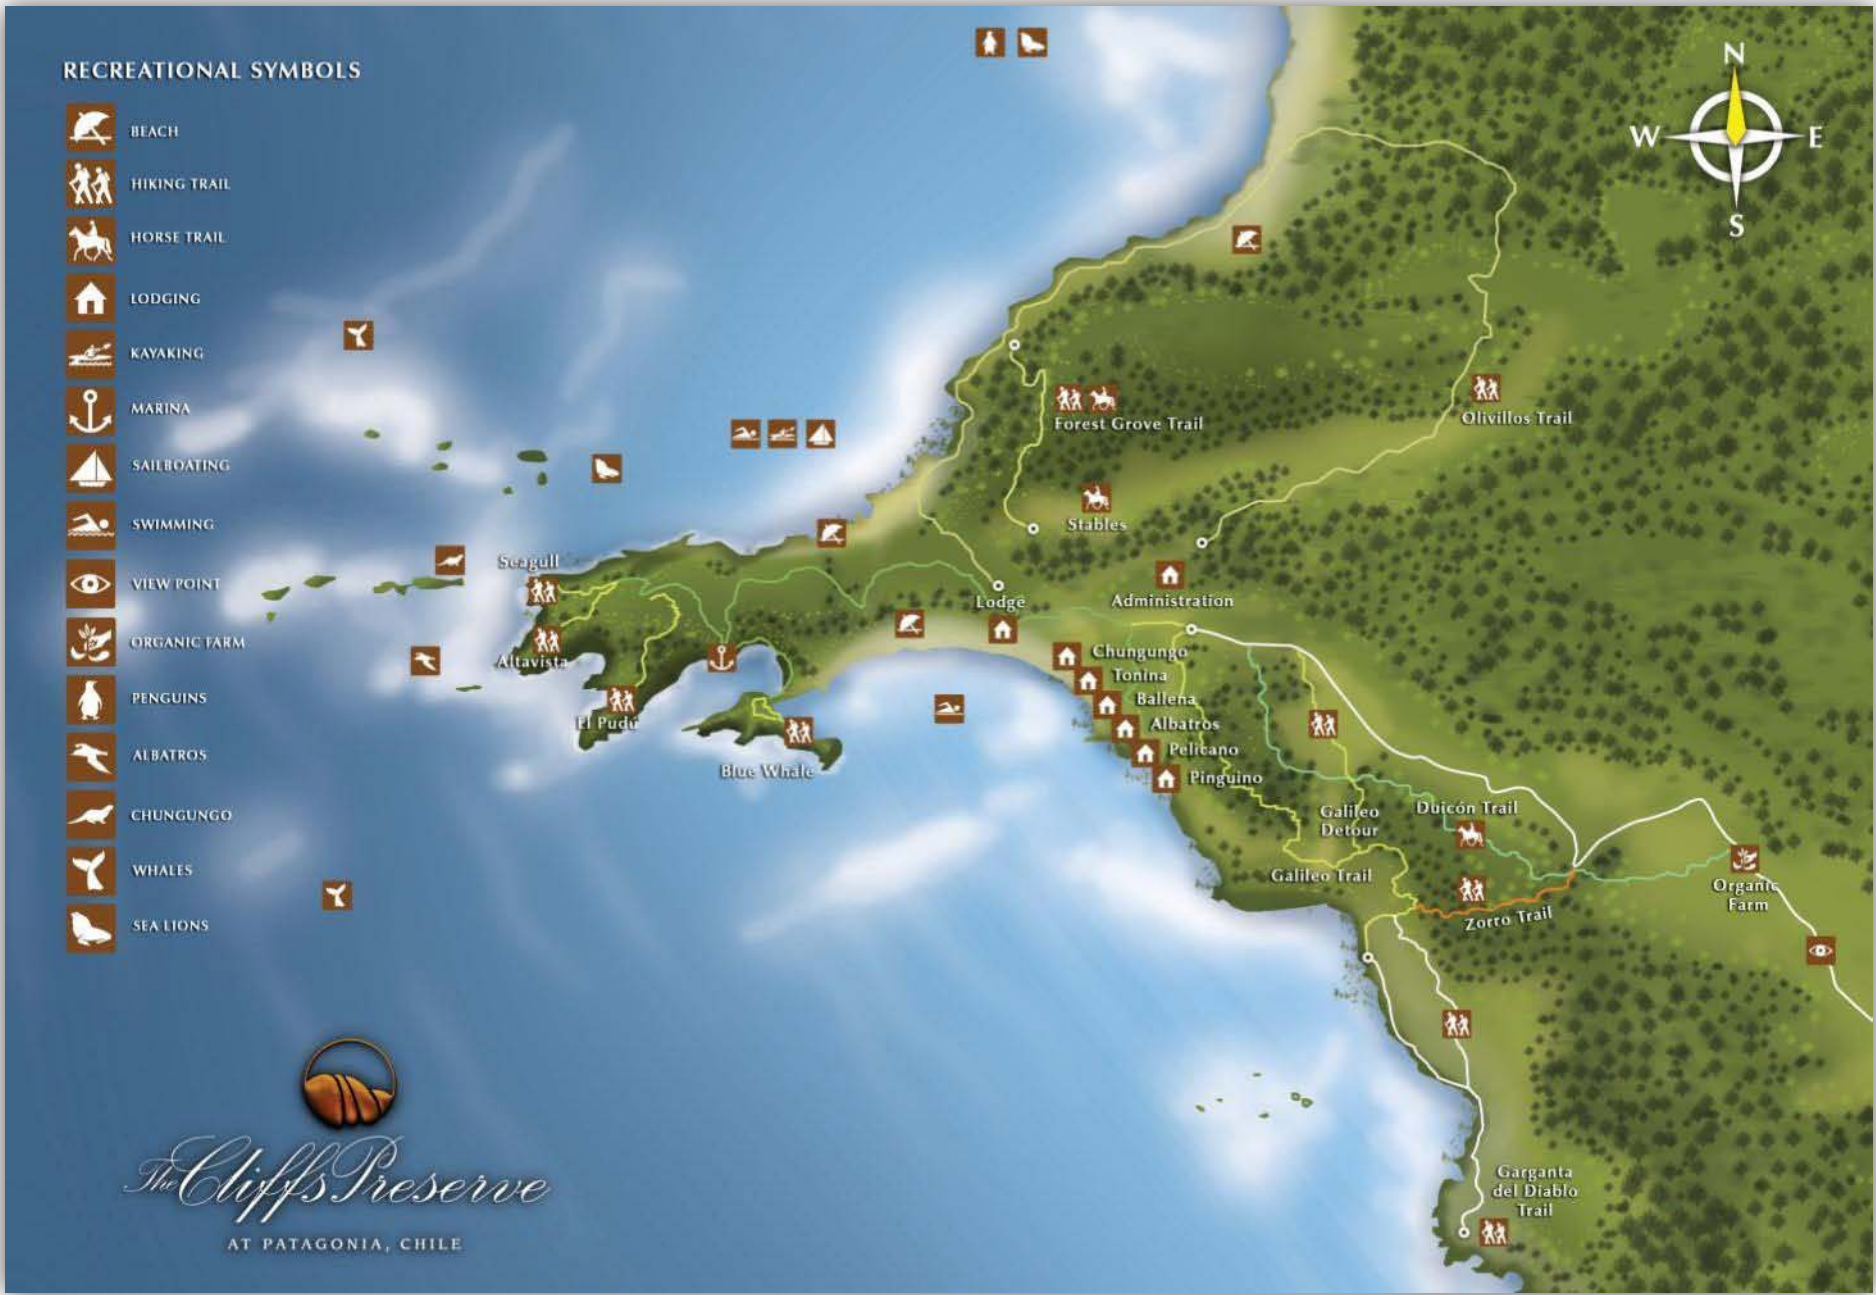 RECREATIONAL SYMBOLS
BEACH
HIKING TRAIL
HORSE TRAIL
LODGING
KAYAKING
MARINA
SAILBOATING
SWIMMING
VIEW POINT
ORGANIC FARM
PENGUINS
ALBATROS
CHUNGUNGO
WHALES
SEA LIONS
N
W
E
S
Forest Grove Trail
Olivillos Trail
Stables
Seagull
Lodge
Administration
Altavista
Chungungo
Tonina
Ballena
Albatros
Pelicano
Pinguino
El Pudú
Blue Whale
Galileo
Detour
Duicón Trail
Galileo Trail
Organic
Farm
Zorro Trail
Garganta
del Diablo
Trail
The Cliffs Preserve
AT PATAGONIA, CHILE